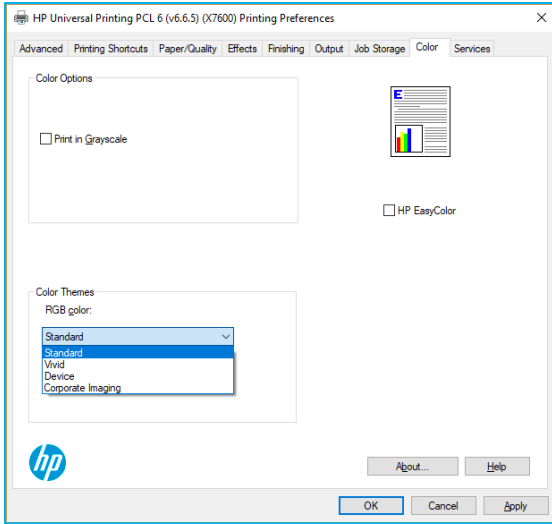 HP Universal Printing PCL 6 (v6.6.5) (X7600) Printing Preferences
Advanced Printing Shortcuts Paper/Quality Effects Finishing Output Job Storage Color Services
Color Options
Print in Grayscale
E
HP EasyColor
Color Themes
RGB color:
Standard
Standard
Vivid
Device
Corporate Imaging
hp
About... Help
OK Cancel Apply